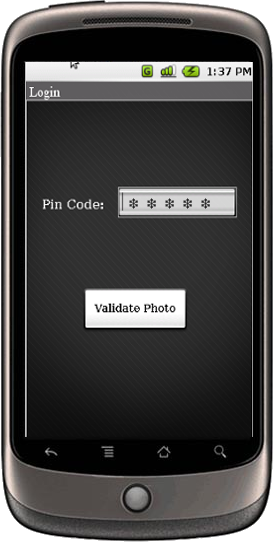 G 1:37 PM
Login
Pin Code: * * * * *
Validate Photo